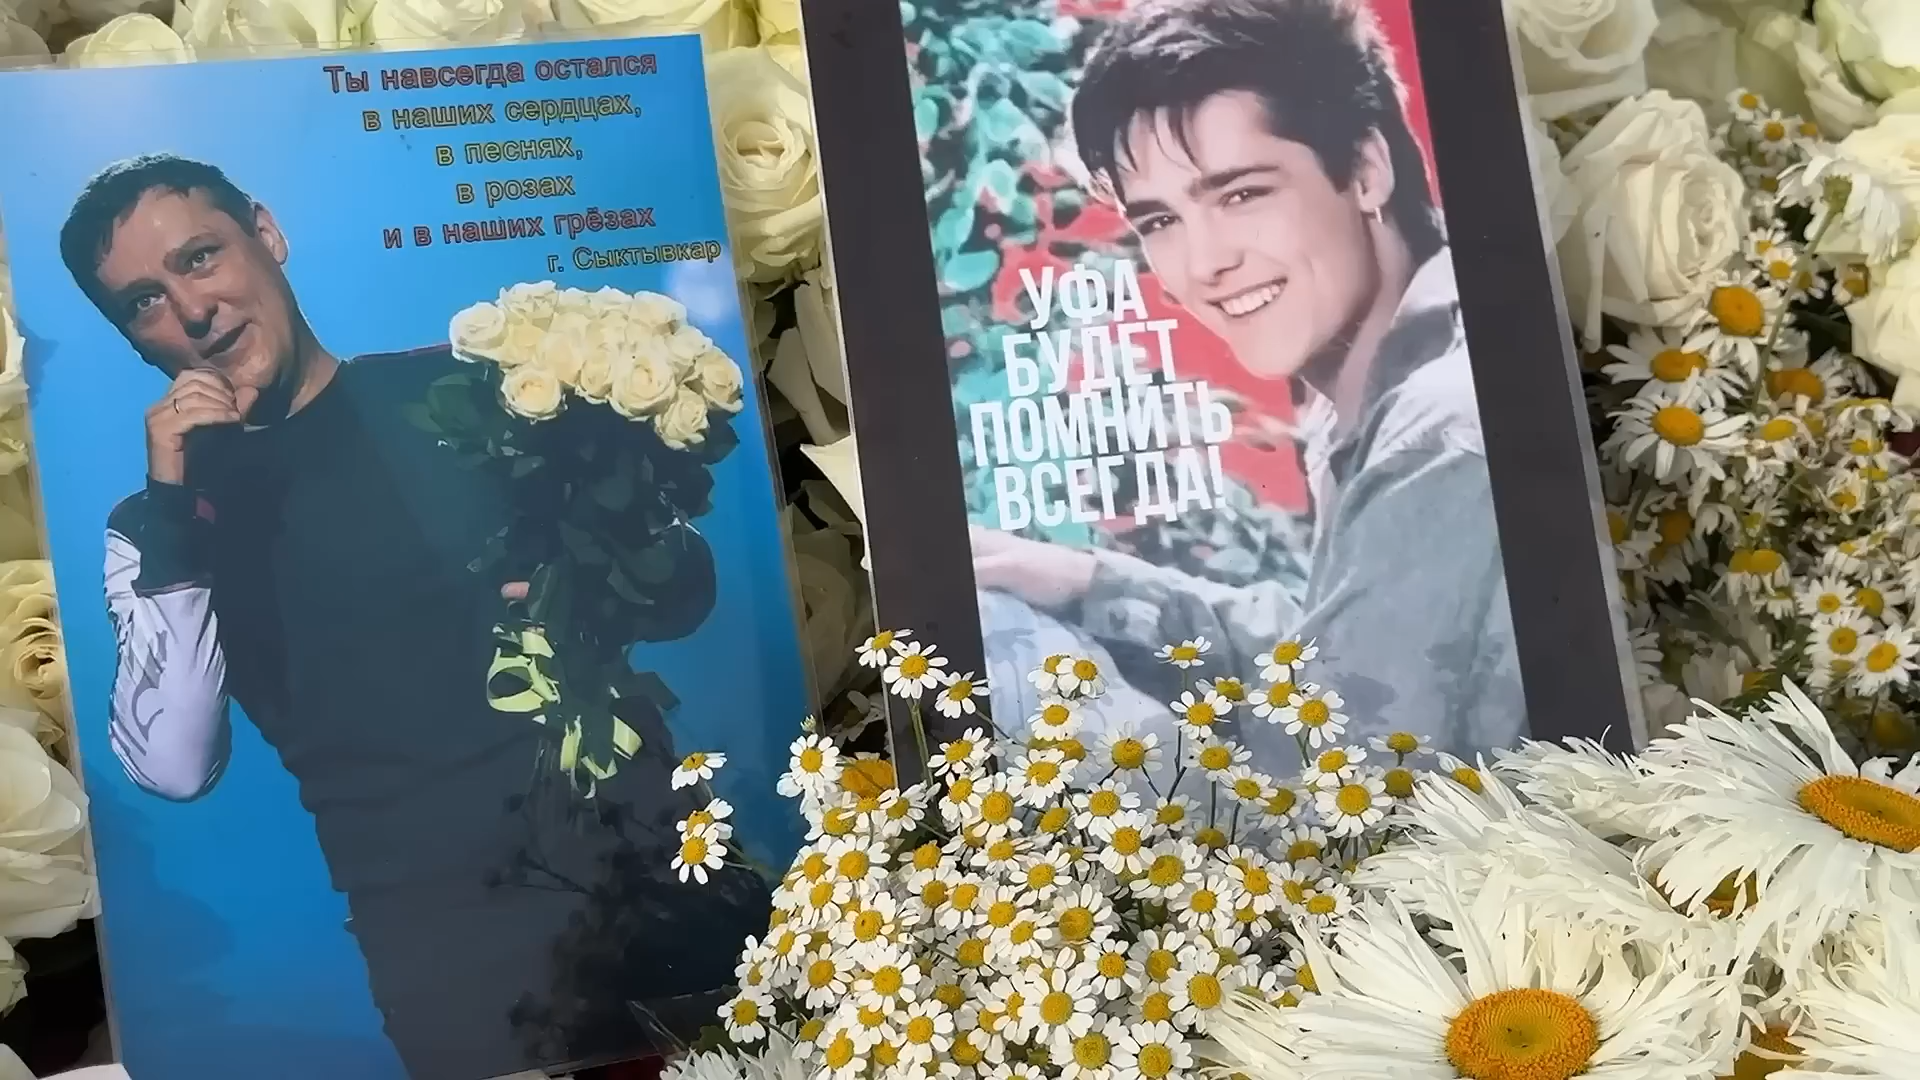 Ты навсегда остался
в наших сердцах,
в песнях,
в розах
и в наших грёзах
г. Сыктывкар
УФА
БУДЕТ
ПОМНИТЬ
ВСЕГДА!